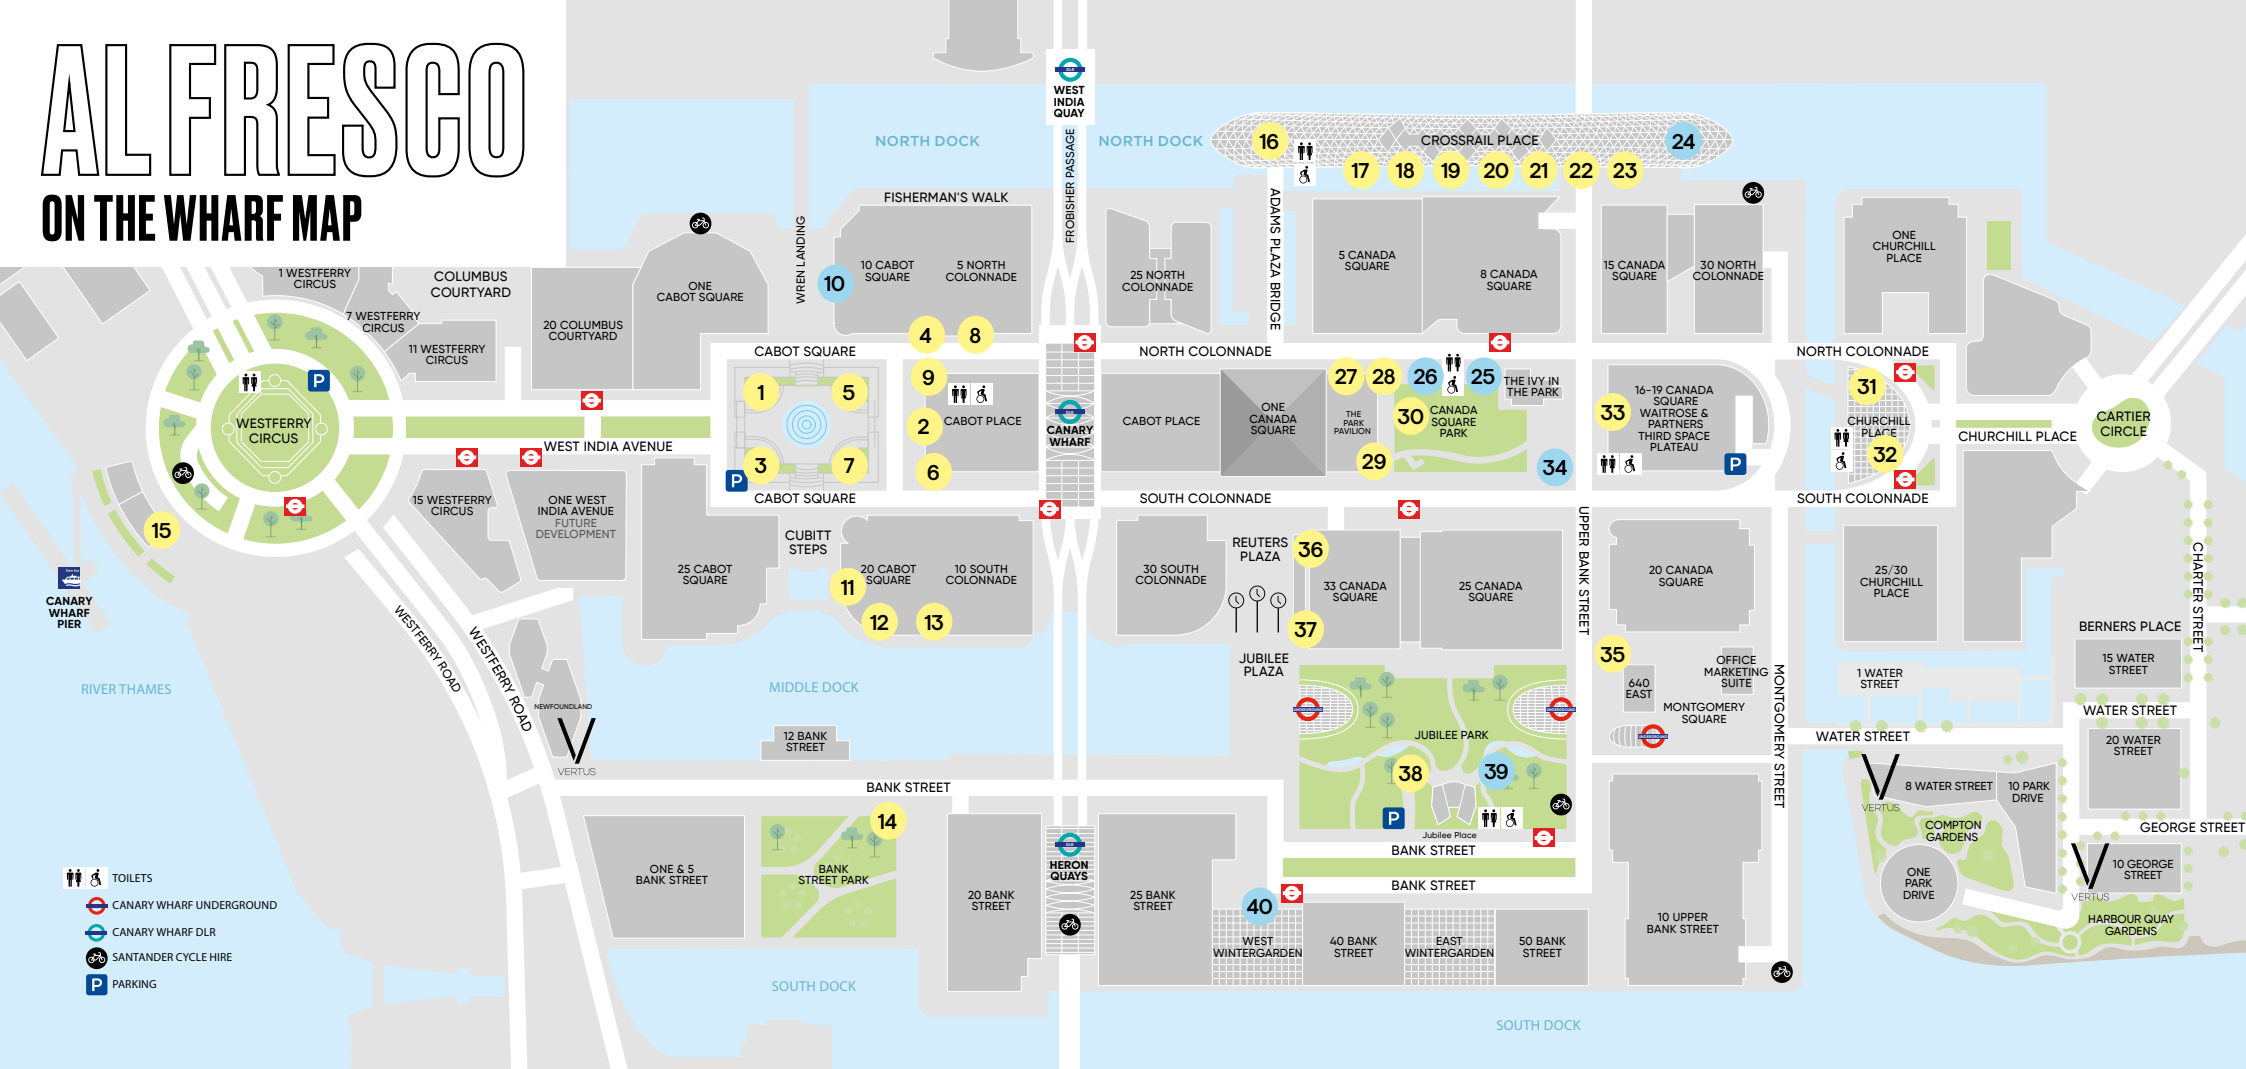 AL FRESCO
ON THE WHARF MAP
WEST
INDIA
QUAY
NORTH DOCK
NORTH DOCK
FROBISHER PASSAGE
CROSSRAIL PLACE
16
17
18
19
20
21
22
23
24
FISHERMAN'S WALK
WREN LANDING
ADAMS PLAZA BRIDGE
1 WESTFERRY
CIRCUS
COLUMBUS
COURTYARD
7 WESTFERRY
CIRCUS
11 WESTFERRY
CIRCUS
20 COLUMBUS
COURTYARD
ONE
CABOT SQUARE
10
10 CABOT
SQUARE
5 NORTH
COLONNADE
25 NORTH
COLONNADE
5 CANADA
SQUARE
8 CANADA
SQUARE
15 CANADA
SQUARE
30 NORTH
COLONNADE
ONE
CHURCHILL
PLACE
4
8
CABOT SQUARE
NORTH COLONNADE
NORTH COLONNADE
P
WESTFERRY
CIRCUS
WEST INDIA AVENUE
1
5
3
7
P
CABOT SQUARE
9
2
6
CABOT PLACE
DLR
CANARY
WHARF
CABOT PLACE
ONE
CANADA
SQUARE
27
28
26
25
THE IVY IN
THE PARK
THE
PARK
PAVILION
30
CANADA
SQUARE
PARK
29
34
33
16-19 CANADA
SQUARE
WAITROSE &
PARTNERS
THIRD SPACE
PLATEAU
P
31
CHURCHILL
PLACE
32
CHURCHILL PLACE
CARTIER
CIRCLE
SOUTH COLONNADE
SOUTH COLONNADE
15
CANARY
WHARF
PIER
RIVER THAMES
15 WESTFERRY
CIRCUS
ONE WEST
INDIA AVENUE
FUTURE
DEVELOPMENT
25 CABOT
SQUARE
CUBITT
STEPS
20 CABOT
SQUARE
10 SOUTH
COLONNADE
11
12
13
30 SOUTH
COLONNADE
REUTERS
PLAZA
36
37
JUBILEE
PLAZA
33 CANADA
SQUARE
25 CANADA
SQUARE
UPPER BANK STREET
20 CANADA
SQUARE
25/30
CHURCHILL
PLACE
CHARTER STREET
BERNERS PLACE
15 WATER
STREET
WESTFERRY ROAD
WESTFERRY ROAD
NEWFOUNDLAND
VERTUS
MIDDLE DOCK
12 BANK
STREET
35
640
EAST
OFFICE
MARKETING
SUITE
MONTGOMERY
SQUARE
MONTGOMERY STREET
1 WATER
STREET
WATER STREET
WATER STREET
20 WATER
STREET
JUBILEE PARK
38
39
P
Jubilee Place
BANK STREET
BANK STREET
BANK STREET
14
ONE & 5
BANK STREET
BANK
STREET PARK
20 BANK
STREET
HERON
QUAYS
25 BANK
STREET
40
WEST
WINTERGARDEN
40 BANK
STREET
EAST
WINTERGARDEN
50 BANK
STREET
10 UPPER
BANK STREET
VERTUS
8 WATER STREET
10 PARK
DRIVE
COMPTON
GARDENS
ONE
PARK
DRIVE
GEORGE STREET
10 GEORGE
STREET
VERTUS
HARBOUR QUAY
GARDENS
SOUTH DOCK
SOUTH DOCK
TOILETS
CANARY WHARF UNDERGROUND
CANARY WHARF DLR
SANTANDER CYCLE HIRE
P PARKING